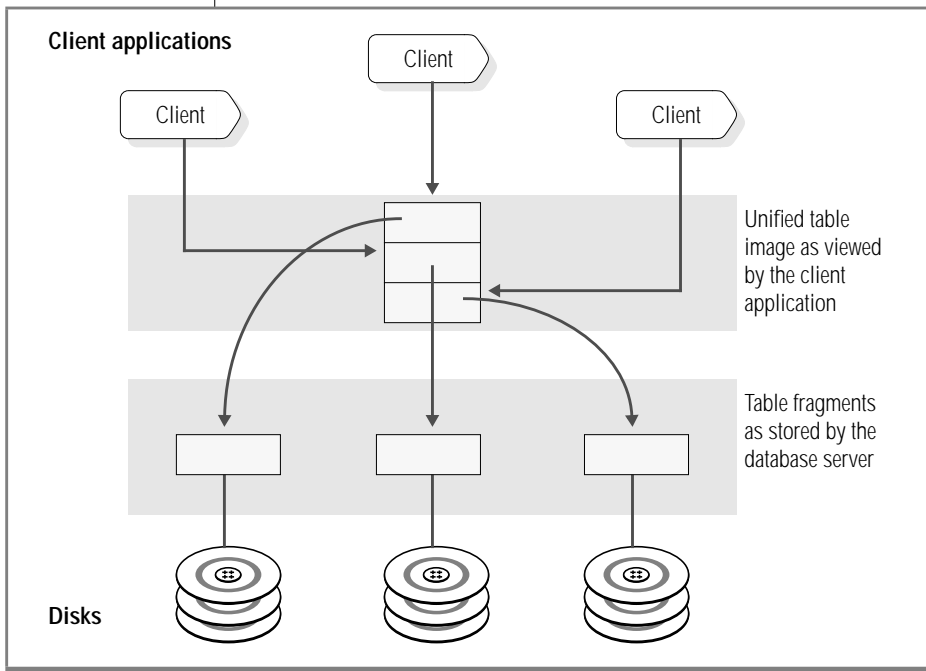 Client applications
Client
Client
Client
Unified table
image as viewed
by the client
application
Table fragments
as stored by the
database server
Disks